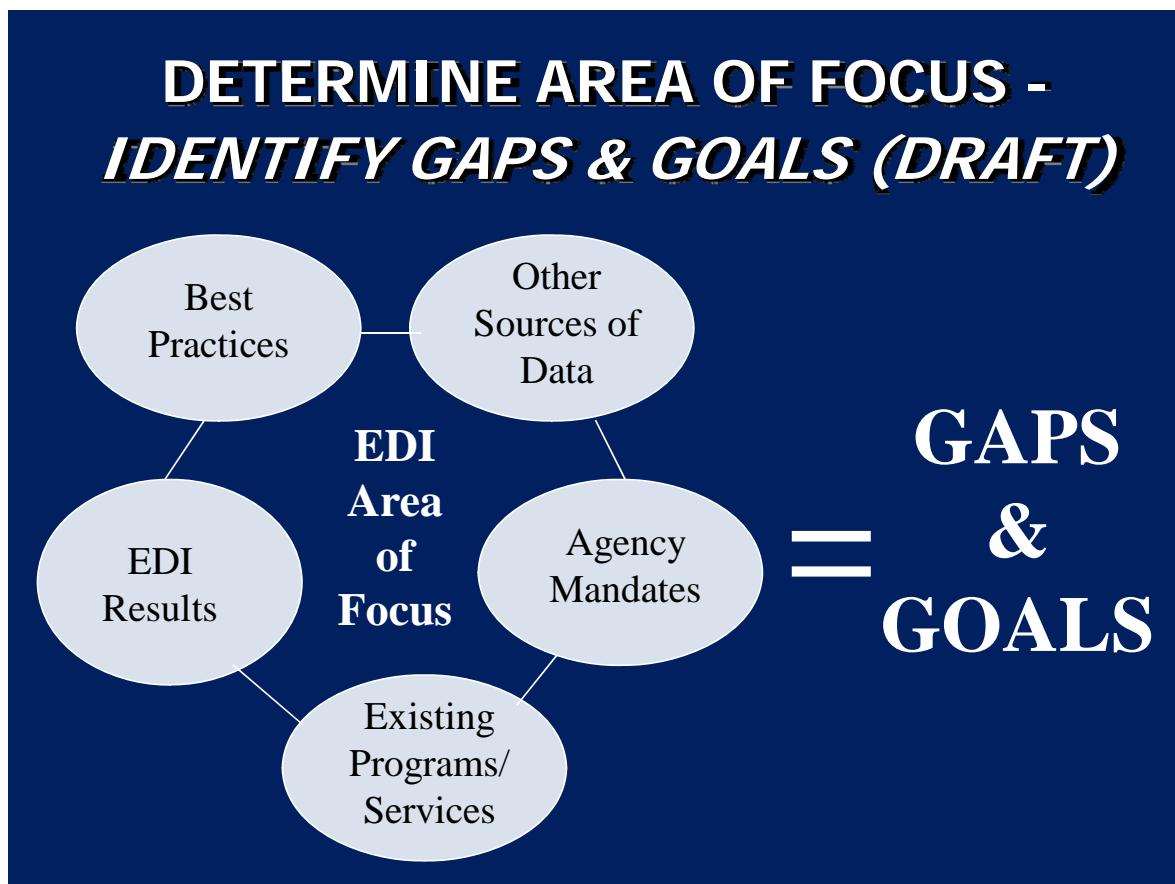 DETERMINE AREA OF FOCUS -
IDENTIFY GAPS & GOALS (DRAFT)
Best
Practices
Other
Sources of
Data
EDI
Area
of
Focus
EDI
Results
Agency
Mandates
Existing
Programs/
Services
=
GAPS
&
GOALS